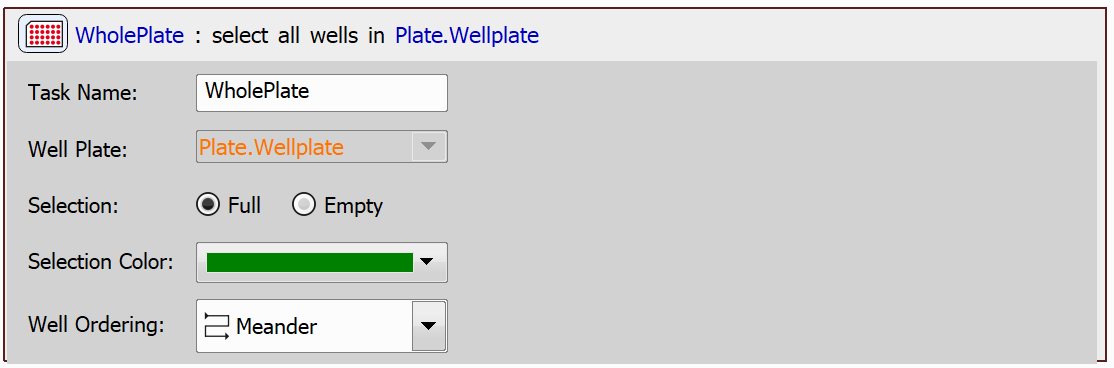 WholePlate : select all wells in Plate.Wellplate
Task Name: WholePlate
Well Plate: Plate.Wellplate
Selection: Full Empty
Selection Color:
Well Ordering: Meander